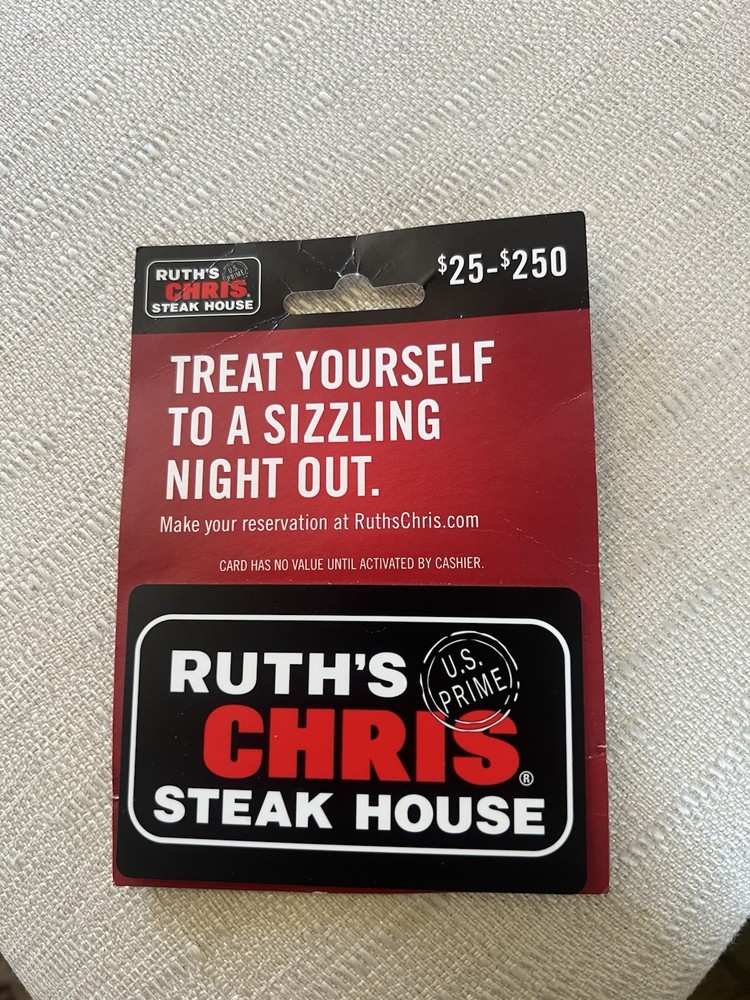 RUTH'S
U.S.
PRIME
CHRIS®
STEAK HOUSE
$25-$250
TREAT YOURSELF
TO A SIZZLING
NIGHT OUT.
Make your reservation at RuthsChris.com
CARD HAS NO VALUE UNTIL ACTIVATED BY CASHIER.
RUTH'S
U.S.
PRIME
CHRIS®
STEAK HOUSE